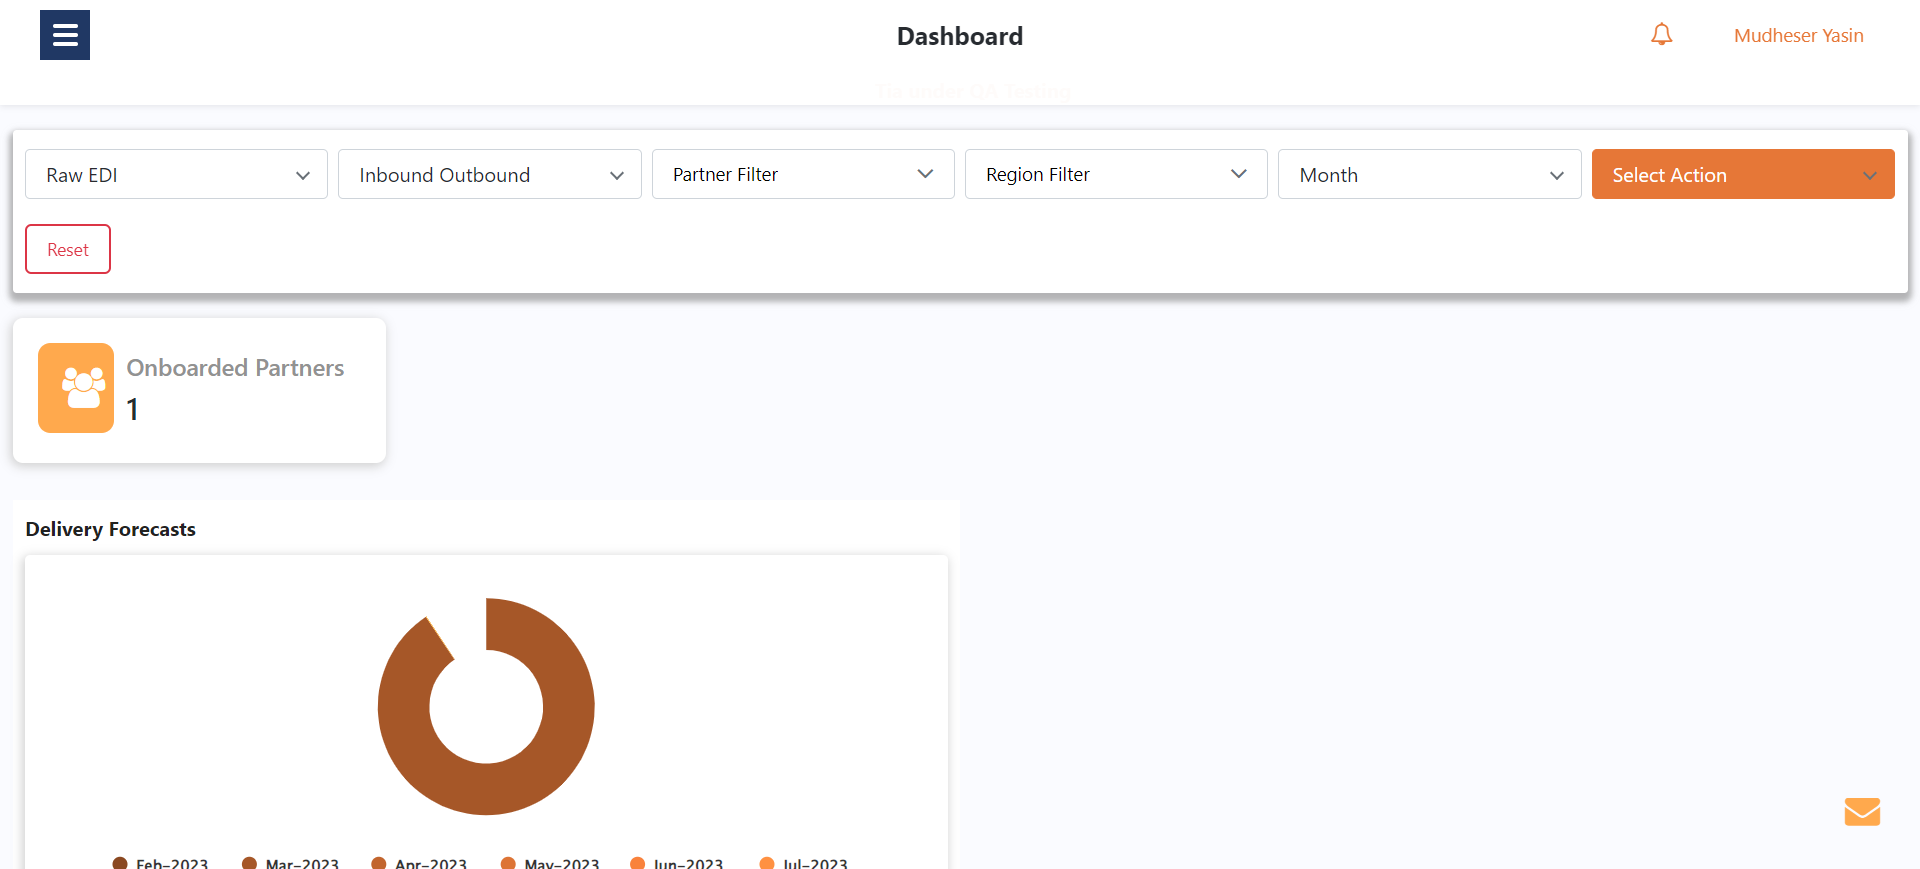 Dashboard
Mudheser Yasin
Raw EDI
Inbound Outbound
Partner Filter
Region Filter
Month
Select Action
Reset
Onboarded Partners
1
Delivery Forecasts
Feb-2023
Mar-2023
Apr-2023
May-2023
Jun-2023
Jul-2023